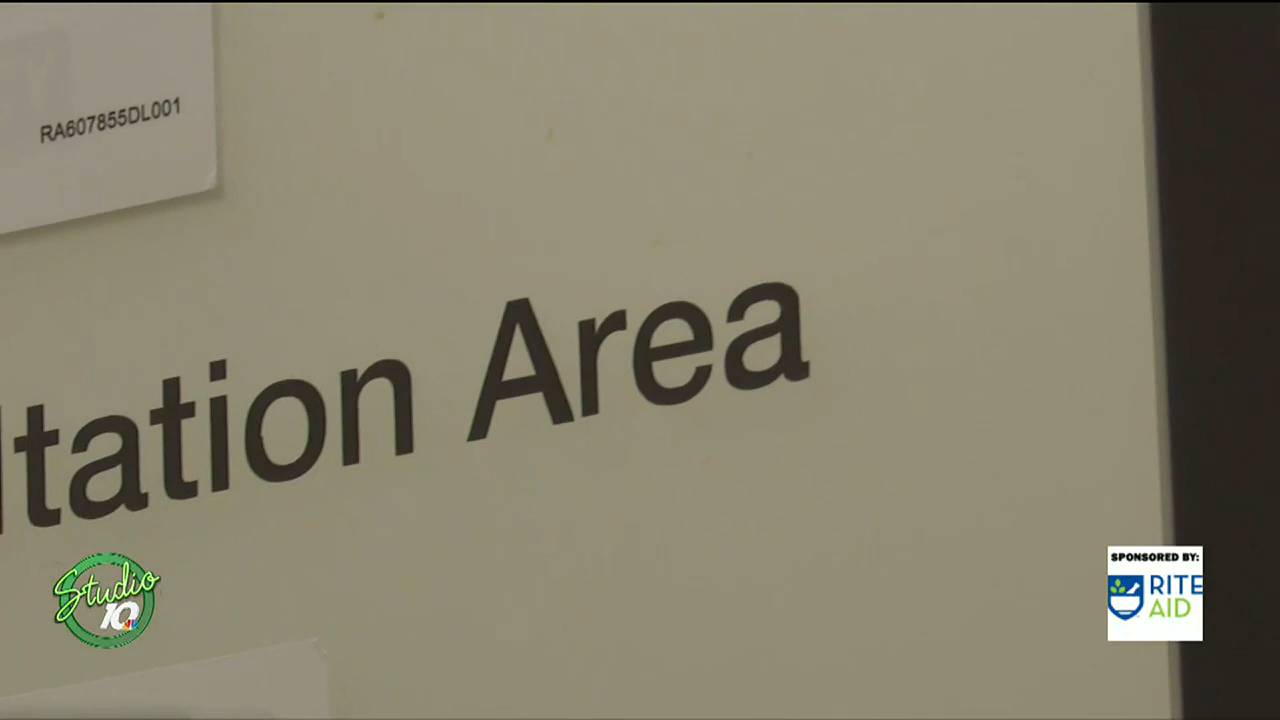 RA607855DL001
ltation Area
Studio
10
SPONSORED BY:
RITE
AID